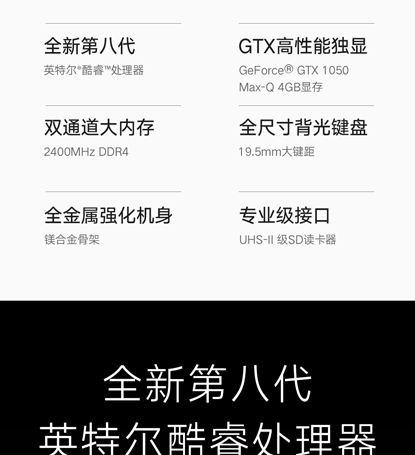 全新第八代
英特尔®酷睿™处理器
GTX高性能独显
GeForce® GTX 1050
Max-Q 4GB显存
双通道大内存
2400MHz DDR4
全尺寸背光键盘
19.5mm大键距
全金属强化机身
镁合金骨架
专业级接口
UHS-II 级SD读卡器
全新第八代
英特尔酷睿处理器